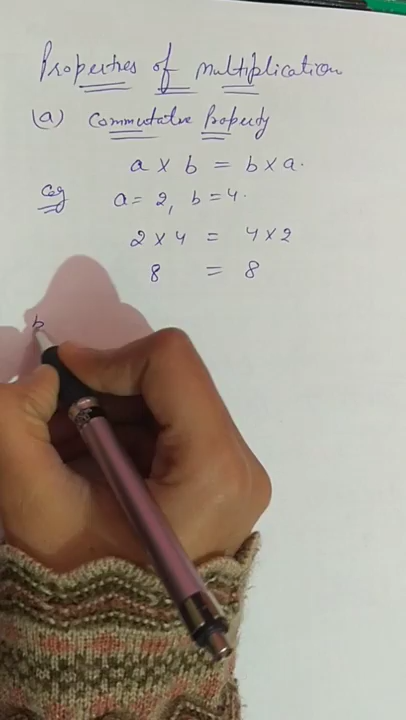 Properties of multiplication
(a) Commutative Property
a × b = b × a.
eg a = 2, b = 4.
2 × 4 = 4 × 2
8 = 8
b